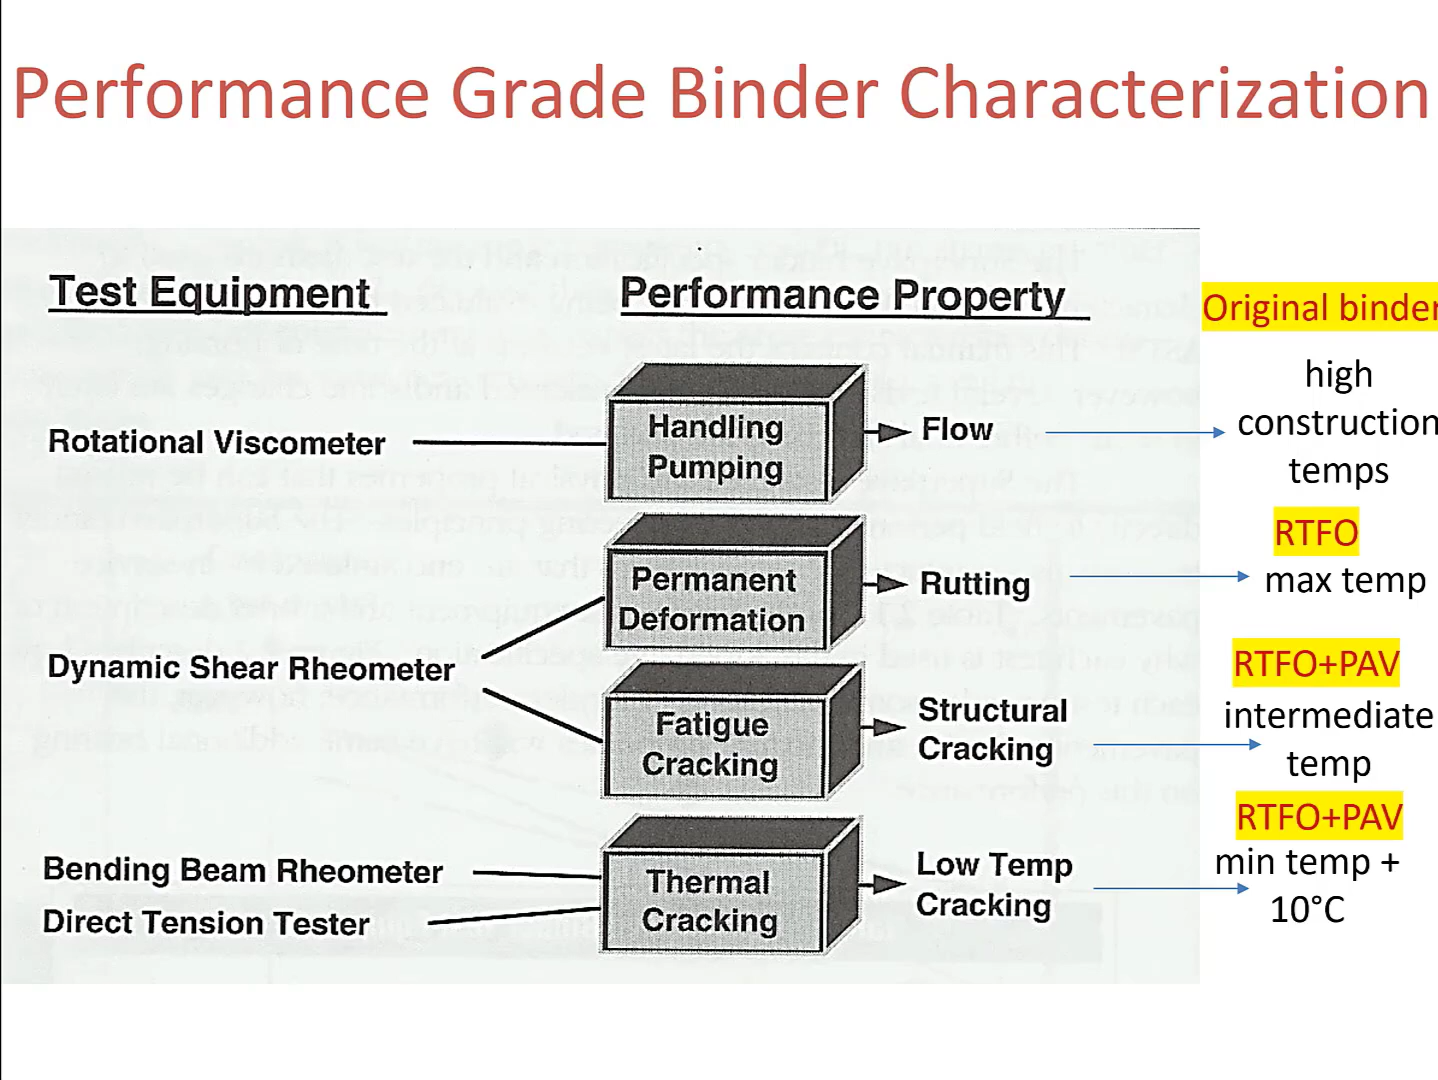 Performance Grade Binder Characterization
Test Equipment
Performance Property
Original binder
Rotational Viscometer
Handling
Pumping
Flow
high
construction
temps
Dynamic Shear Rheometer
Permanent
Deformation
Rutting
RTFO
max temp
Fatigue
Cracking
Structural
Cracking
RTFO+PAV
intermediate
temp
Bending Beam Rheometer
Direct Tension Tester
Thermal
Cracking
Low Temp
Cracking
RTFO+PAV
min temp +
10°C